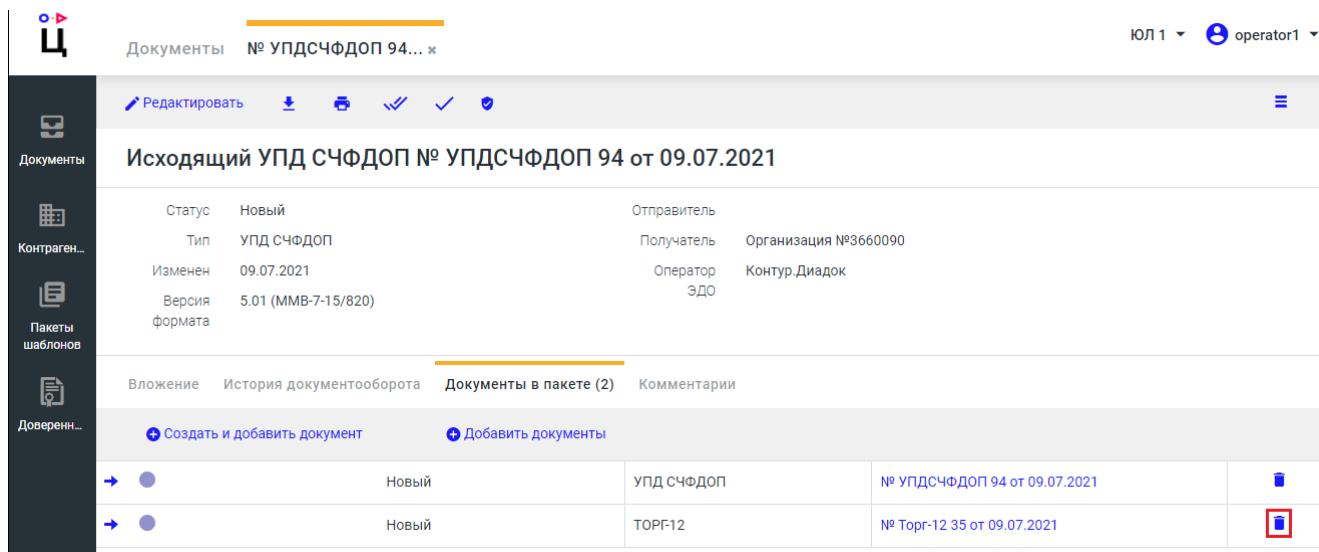 Ц
Документы № УПДСЧФДОП 94... × ЮЛ 1 operator1
Редактировать
Документы
Исходящий УПД СЧФДОП № УПДСЧФДОП 94 от 09.07.2021
Статус Новый Отправитель
Тип УПД СЧФДОП Получатель Организация №3660090
Контраген...
Изменен 09.07.2021 Оператор ЭДО Контур.Диадок
Версия формата 5.01 (ММВ-7-15/820)
Пакеты
шаблонов
Вложение История документооборота Документы в пакете (2) Комментарии
Доверенн...
Создать и добавить документ Добавить документы
Новый УПД СЧФДОП № УПДСЧФДОП 94 от 09.07.2021
Новый ТОРГ-12 № Торг-12 35 от 09.07.2021